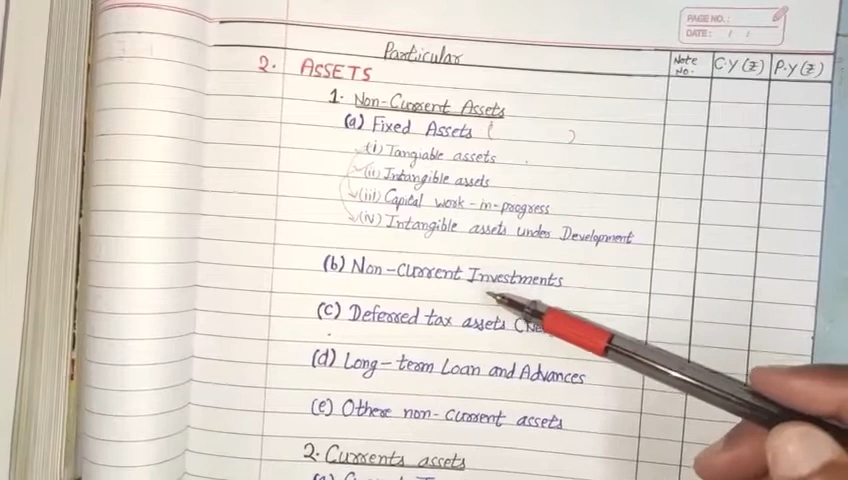 PAGE NO. :
DATE : / /
Particular
Note No. C.Y (₹) P.Y (₹)
2. ASSETS
1. Non-Current Assets
(a) Fixed Assets ( )
(i) Tangiable assets
(ii) Intangible assets
(iii) Capital work-in-progress
(iv) Intangible assets under Development
(b) Non-current Investments
(c) Deferred tax assets
(d) Long-term Loan and Advances
(e) Othere non-current assets
2. Currents assets